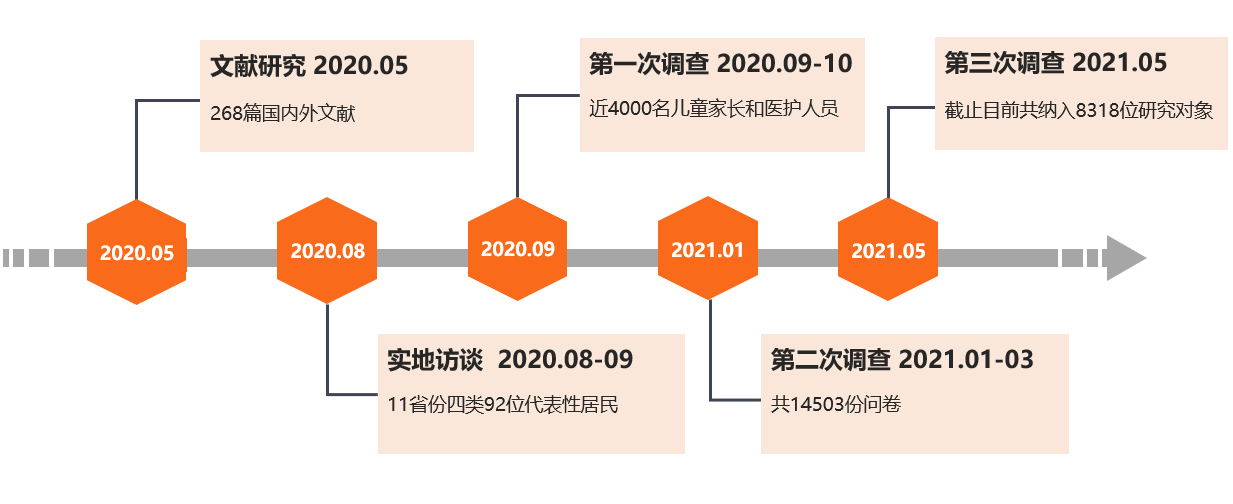 文献研究 2020.05
268篇国内外文献
第一次调查 2020.09-10
近4000名儿童家长和医护人员
第三次调查 2021.05
截止目前共纳入8318位研究对象
2020.05
2020.08
2020.09
2021.01
2021.05
实地访谈 2020.08-09
11省份四类92位代表性居民
第二次调查 2021.01-03
共14503份问卷